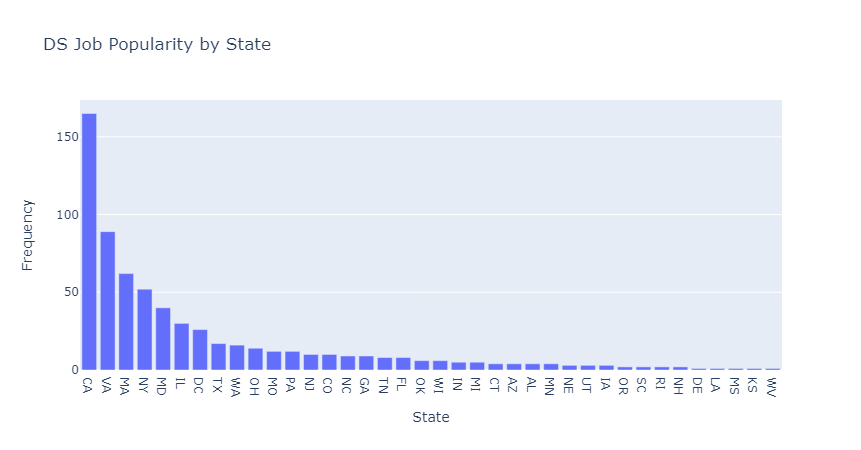 DS Job Popularity by State
150
100
50
0
Frequency
CA VA MA NY MD IL DC TX WA OH MO PA NJ CO NC GA TN FL OK WI IN MI CT AZ AL MN NE UT IA OR SC RI NH DE LA MS KS WV
State